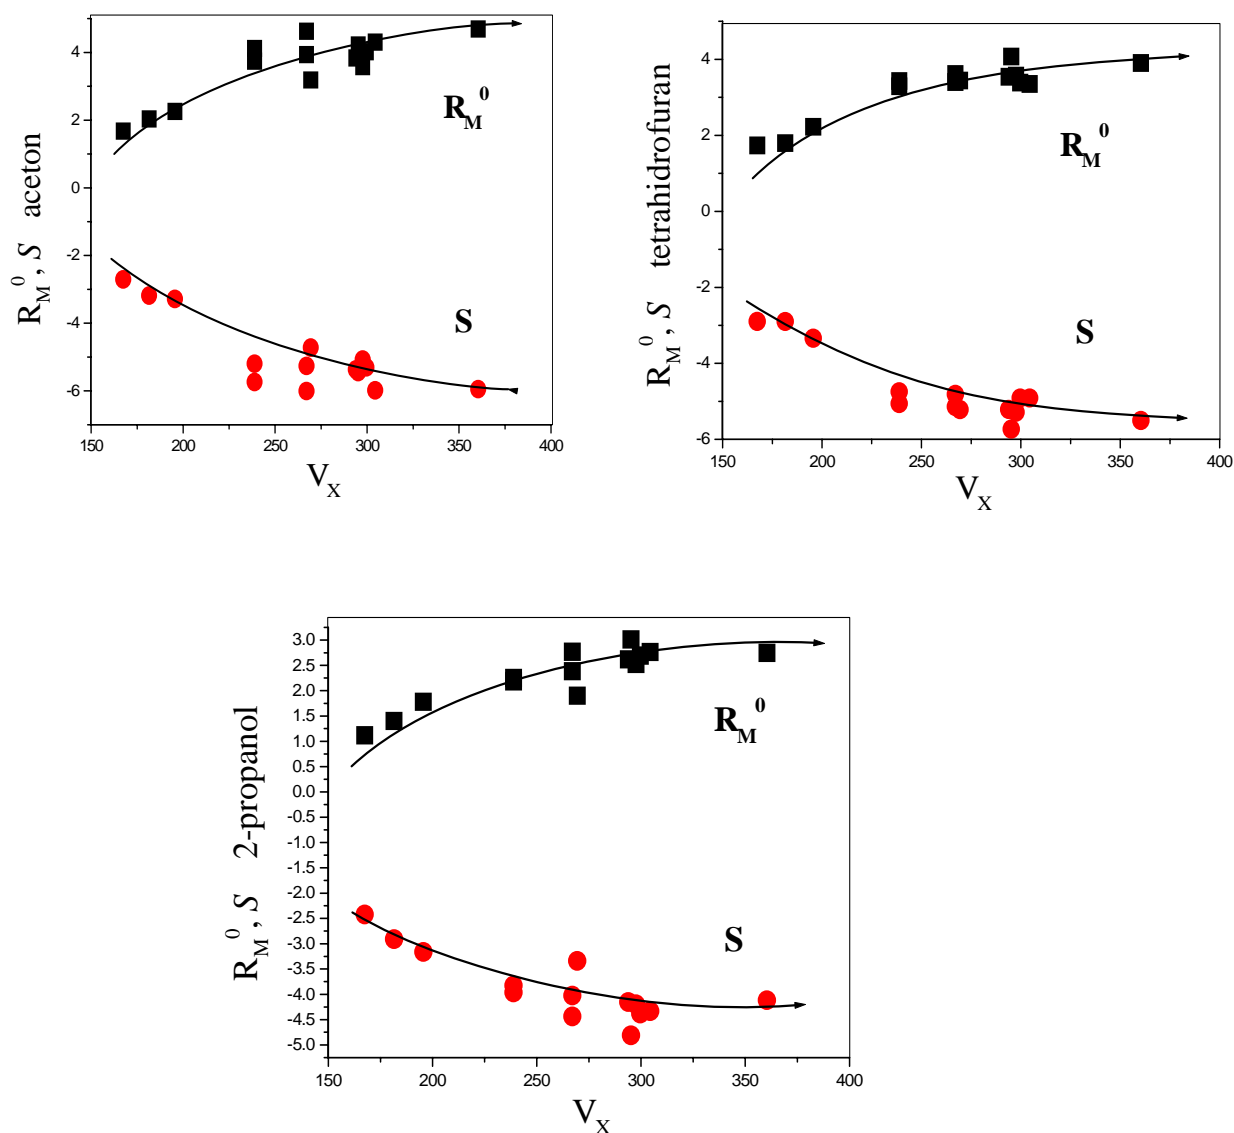 4
2
0
-2
-4
-6
150 200 250 300 350 400
R_M^0, S aceton
V_X
R_M^0
S
4
2
0
-2
-4
-6
150 200 250 300 350 400
R_M^0, S tetrahidrofuran
V_X
R_M^0
S
3.0
2.5
2.0
1.5
1.0
0.5
0.0
-0.5
-1.0
-1.5
-2.0
-2.5
-3.0
-3.5
-4.0
-4.5
-5.0
150 200 250 300 350 400
R_M^0, S 2-propanol
V_X
R_M^0
S